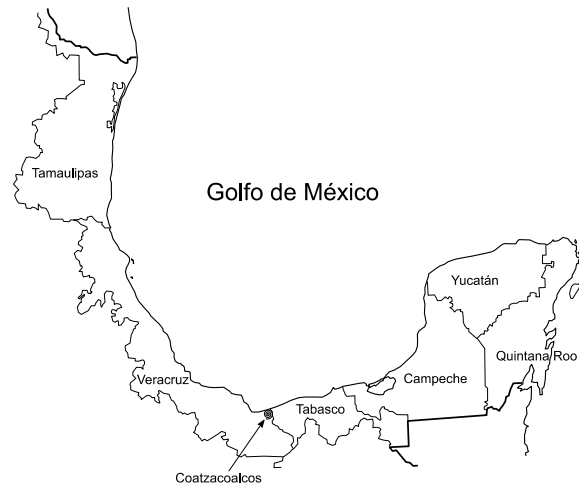 Tamaulipas
Golfo de México
Yucatán
Quintana Roo
Veracruz
Campeche
Tabasco
Coatzacoalcos